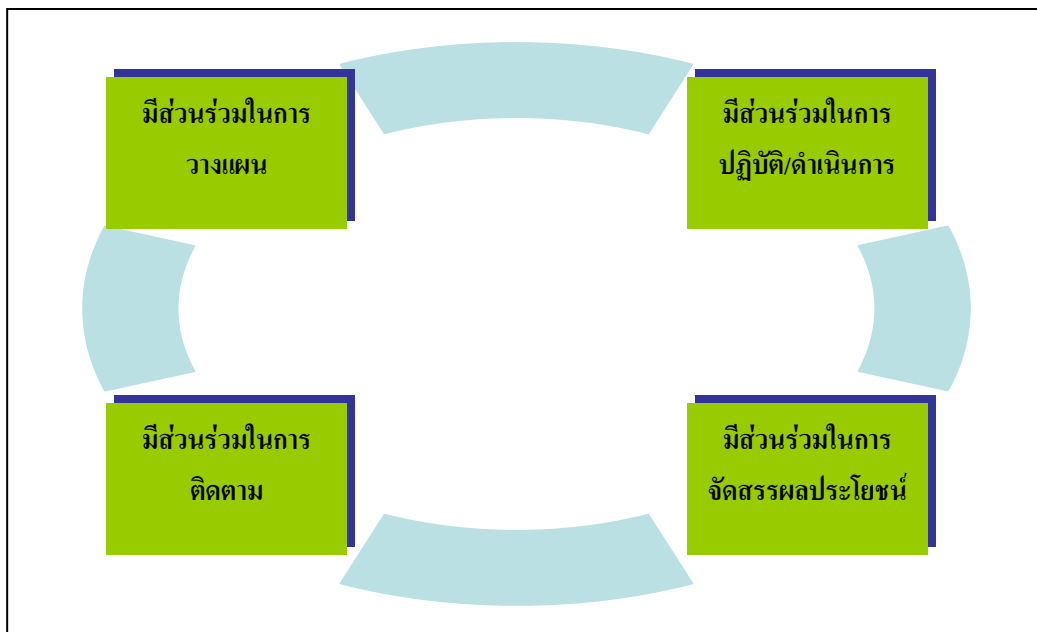 มีส่วนร่วมในการ
วางแผน
มีส่วนร่วมในการ
ปฏิบัติ/ดำเนินการ
มีส่วนร่วมในการ
ติดตาม
มีส่วนร่วมในการ
จัดสรรผลประโยชน์